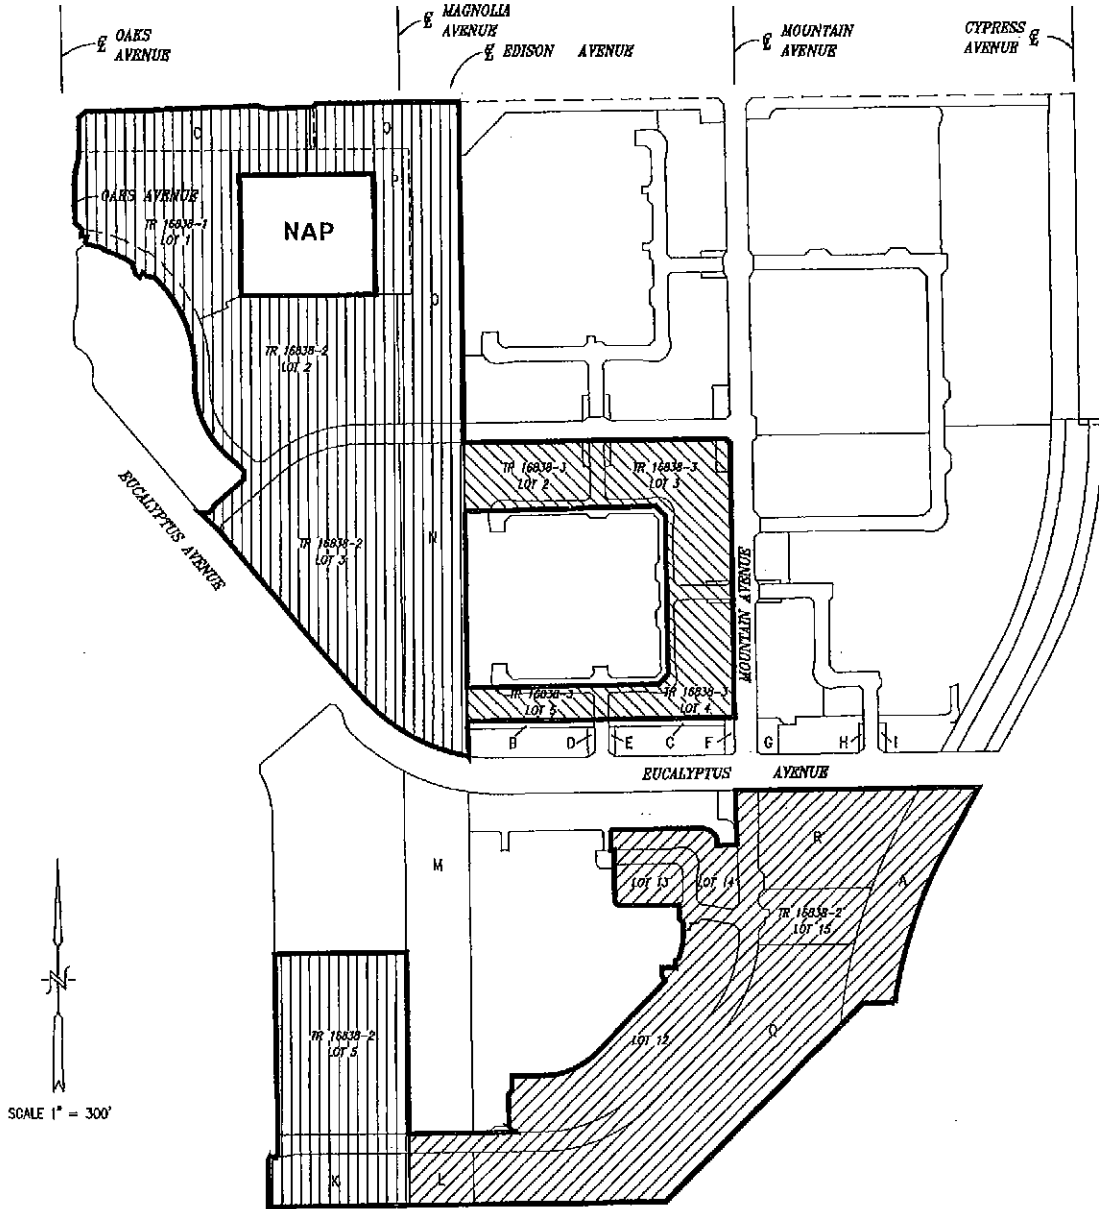 ℄ OAKS
AVENUE
℄ MAGNOLIA
AVENUE
℄ EDISON AVENUE
℄ MOUNTAIN
AVENUE
CYPRESS ℄
AVENUE
OAKS AVENUE
TR 16838-1
LOT 1
NAP
TR 16838-2
LOT 2
EUCALYPTUS AVENUE
TR 16838-2
LOT 3
N
TR 16838-3
LOT 2
TR 16838-3
LOT 3
MOUNTAIN AVENUE
TR 16838-3
LOT 5
TR 16838-3
LOT 4
B
D
E
C
F
G
H
I
EUCALYPTUS AVENUE
M
R
A
LOT 13
LOT 14
TR 16838-2
LOT 15
N
TR 16838-2
LOT 5
LOT 12
Q
SCALE 1" = 300'
K
L